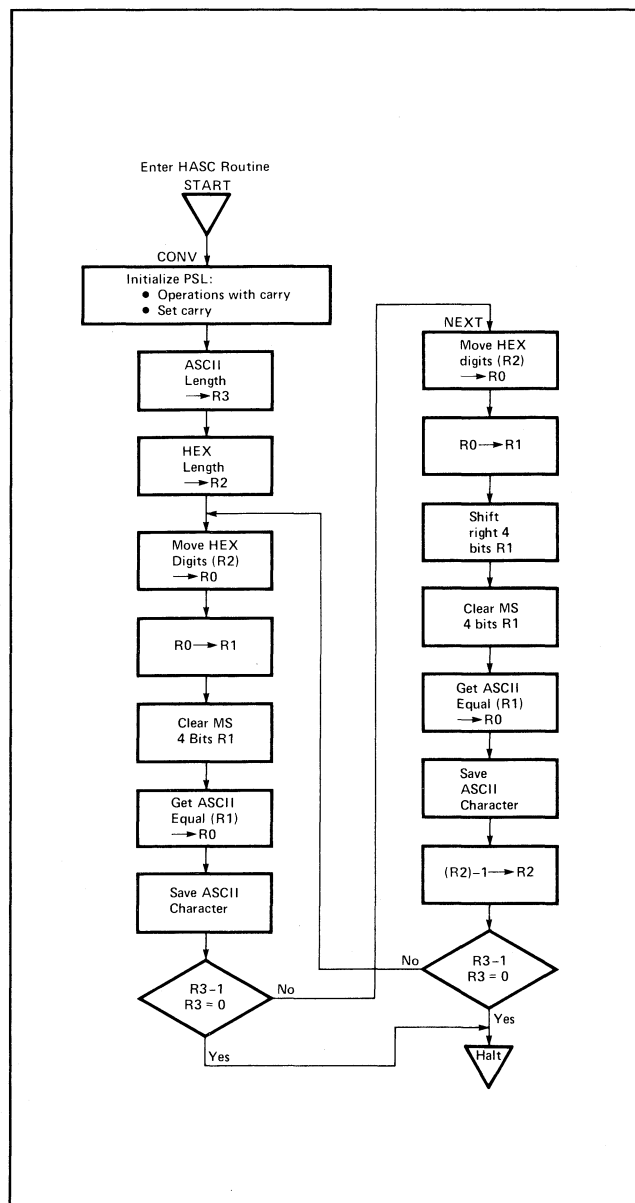 Enter HASC Routine
START
CONV
Initialize PSL:
● Operations with carry
● Set carry
ASCII
Length
→ R3
HEX
Length
→ R2
Move HEX
Digits (R2)
→ R0
R0 → R1
Clear MS
4 Bits R1
Get ASCII
Equal (R1)
→ R0
Save ASCII
Character
R3-1
R3 = 0
No
Yes
NEXT
Move HEX
digits (R2)
→ R0
R0 → R1
Shift
right 4
bits R1
Clear MS
4 bits R1
Get ASCII
Equal (R1)
→ R0
Save
ASCII
Character
(R2)-1 → R2
No
R3-1
R3 = 0
Yes
Halt